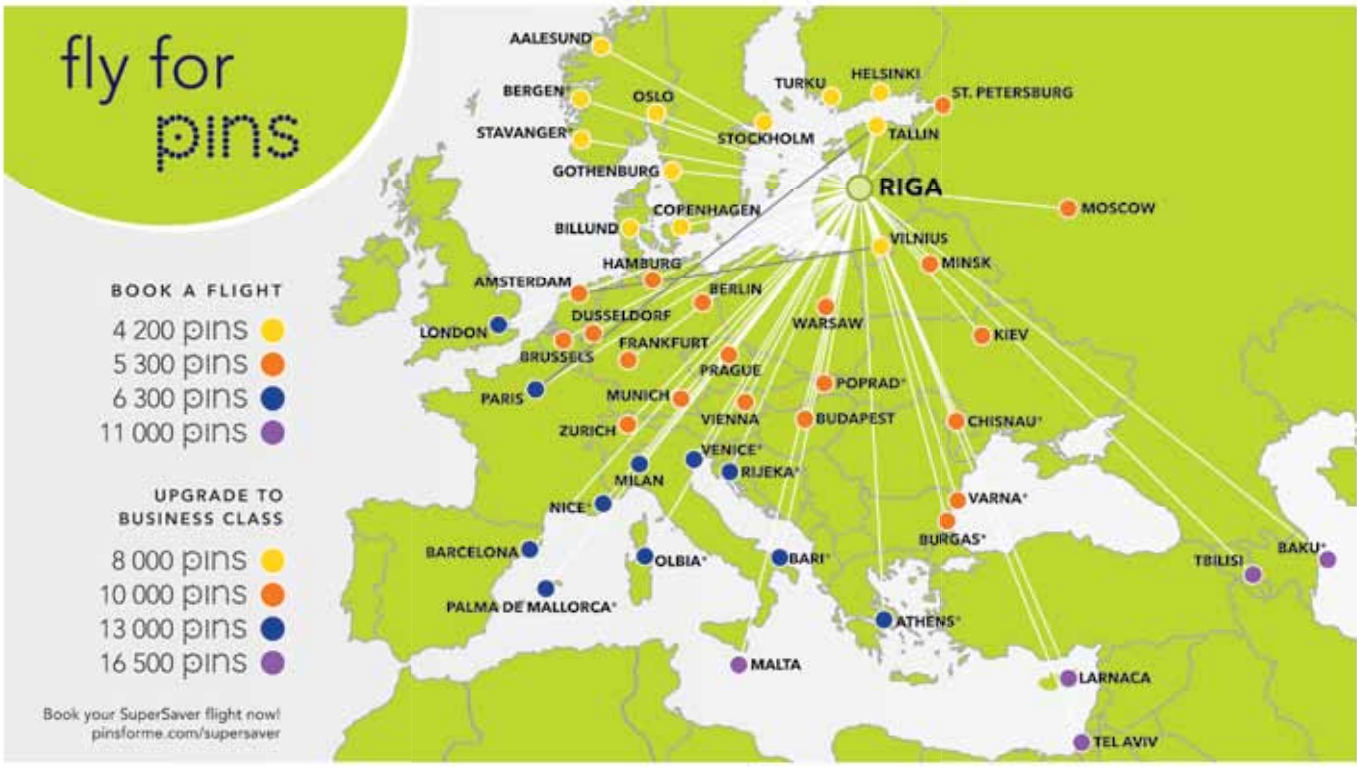 fly for
pins
BOOK A FLIGHT
4 200 pins
5 300 pins
6 300 pins
11 000 pins
UPGRADE TO
BUSINESS CLASS
8 000 pins
10 000 pins
13 000 pins
16 500 pins
Book your SuperSaver flight now!
pinsforme.com/supersaver
AALESUND
BERGEN*
OSLO
STAVANGER*
STOCKHOLM
TURKU
HELSINKI
ST. PETERSBURG
TALLIN
GOTHENBURG
RIGA
MOSCOW
COPENHAGEN
BILLUND
VILNIUS
HAMBURG
MINSK
AMSTERDAM
BERLIN
DUSSELDORF
WARSAW
LONDON
KIEV
BRUSSELS
FRANKFURT
PRAGUE
PARIS
MUNICH
POPRAD*
VIENNA
BUDAPEST
ZURICH
CHISNAU*
VENICE*
RIJEKA*
MILAN
NICE*
VARNA*
BURGAS*
BARCELONA
OLBIA*
BARI*
TBILISI
BAKU*
PALMA DE MALLORCA*
ATHENS*
MALTA
LARNACA
TEL AVIV